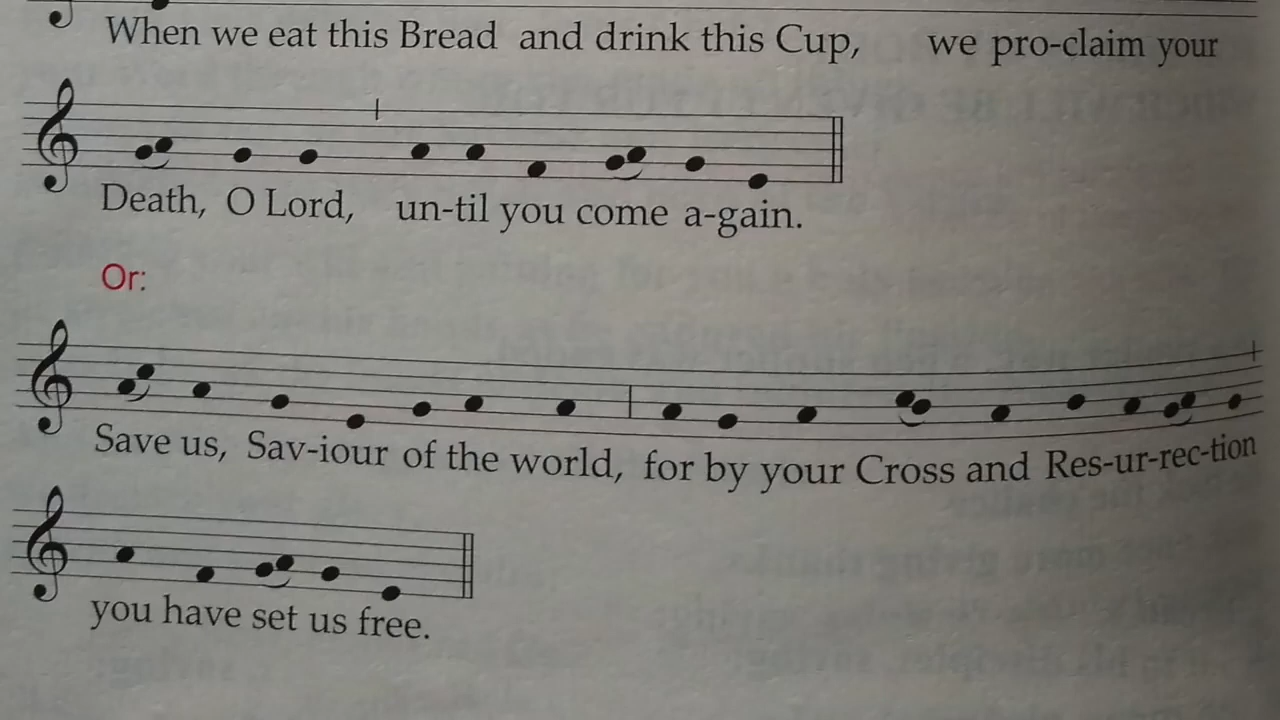 When we eat this Bread and drink this Cup, we pro-claim your
Death, O Lord, un-til you come a-gain.
Or:
Save us, Sav-iour of the world, for by your Cross and Res-ur-rec-tion
you have set us free.